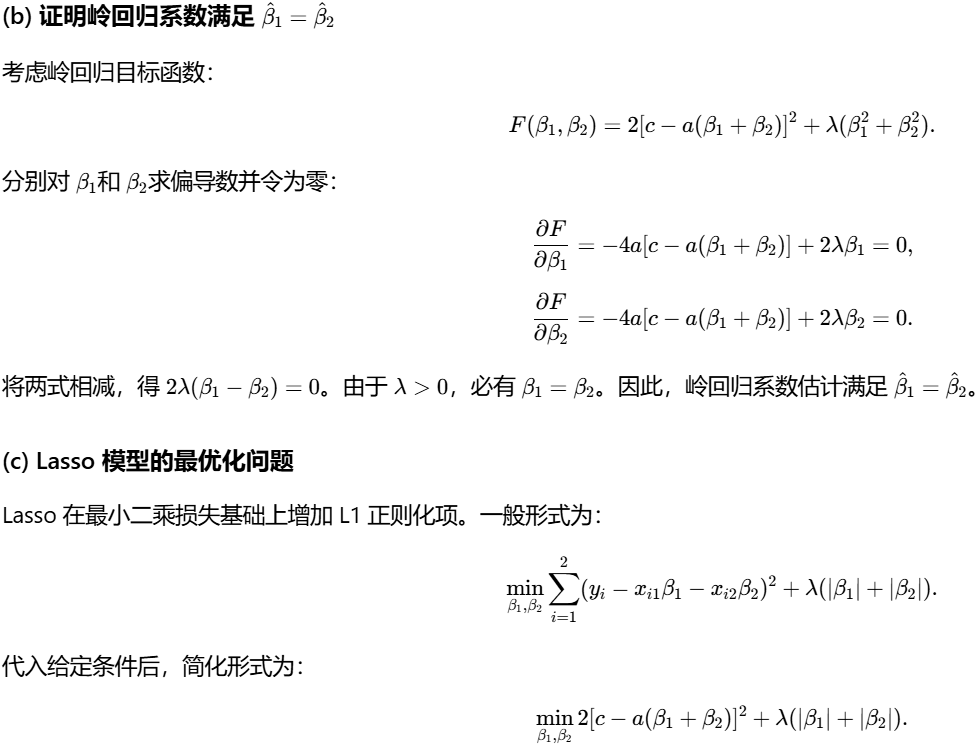 (b) 证明岭回归系数满足 $\hat{\beta}_1 = \hat{\beta}_2$
考虑岭回归目标函数：
$F(\beta_1, \beta_2) = 2[c - a(\beta_1 + \beta_2)]^2 + \lambda(\beta_1^2 + \beta_2^2).$
分别对 $\beta_1$和 $\beta_2$求偏导数并令为零：
$\frac{\partial F}{\partial \beta_1} = -4a[c - a(\beta_1 + \beta_2)] + 2\lambda\beta_1 = 0,$
$\frac{\partial F}{\partial \beta_2} = -4a[c - a(\beta_1 + \beta_2)] + 2\lambda\beta_2 = 0.$
将两式相减，得 $2\lambda(\beta_1 - \beta_2) = 0$。由于 $\lambda > 0$，必有 $\beta_1 = \beta_2$。因此，岭回归系数估计满足 $\hat{\beta}_1 = \hat{\beta}_2$。
(c) Lasso 模型的最优化问题
Lasso 在最小二乘损失基础上增加 L1 正则化项。一般形式为：
$\min_{\beta_1,\beta_2} \sum_{i=1}^{2} (y_i - x_{i1}\beta_1 - x_{i2}\beta_2)^2 + \lambda(|\beta_1| + |\beta_2|).$
代入给定条件后，简化形式为：
$\min_{\beta_1,\beta_2} 2[c - a(\beta_1 + \beta_2)]^2 + \lambda(|\beta_1| + |\beta_2|).$